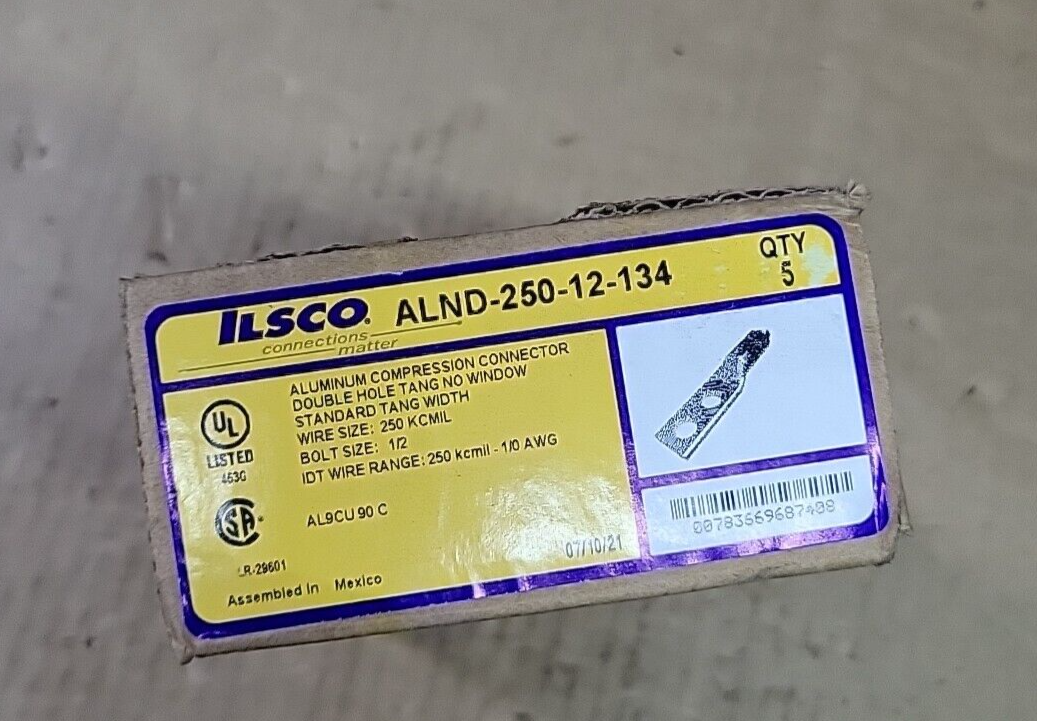 ILSCO® ALND-250-12-134
QTY
5
connections
matter
ALUMINUM COMPRESSION CONNECTOR
DOUBLE HOLE TANG NO WINDOW
STANDARD TANG WIDTH
WIRE SIZE: 250 KCMIL
BOLT SIZE: 1/2
IDT WIRE RANGE: 250 kcmil - 1/0 AWG
UL
LISTED
463G
SA
AL9CU 90 C
LR-29601
Assembled In Mexico
07/10/21